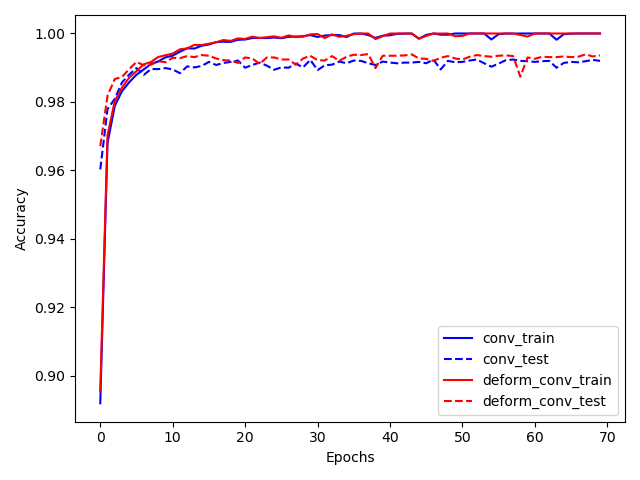 1.00
0.98
0.96
0.94
0.92
0.90
Accuracy
0 10 20 30 40 50 60 70
Epochs
conv_train
conv_test
deform_conv_train
deform_conv_test